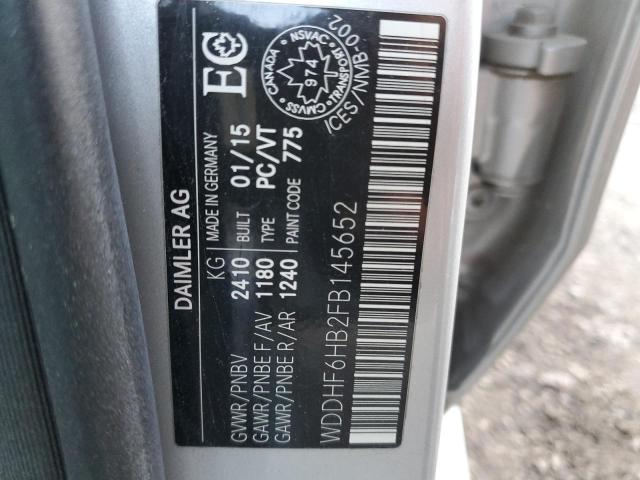 DAIMLER AG
KG MADE IN GERMANY
GVWR/PNBV 2410 BUILT 01/15
GAWR/PNBE F/AV 1180 TYPE PC/VT
GAWR/PNBE R/AR 1240 PAINT CODE 775
EC
CANADA NSVAC TRANSPORT CMVSS
974
ICES/NMB-002
WDDHF6HB2FB145652